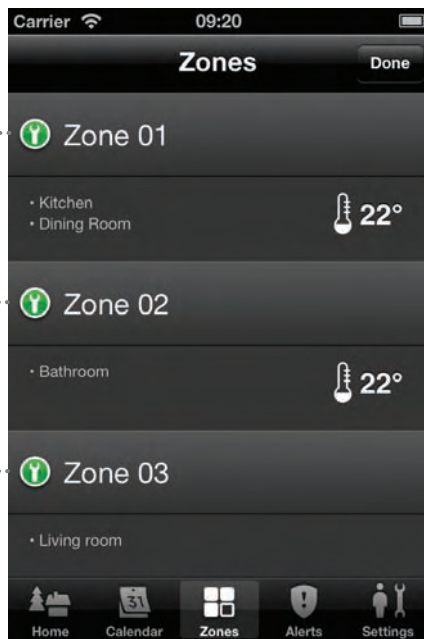 Carrier 09:20
Zones Done
Zone 01
• Kitchen
• Dining Room
22°
Zone 02
• Bathroom
22°
Zone 03
• Living room
31
Home Calendar Zones Alerts Settings